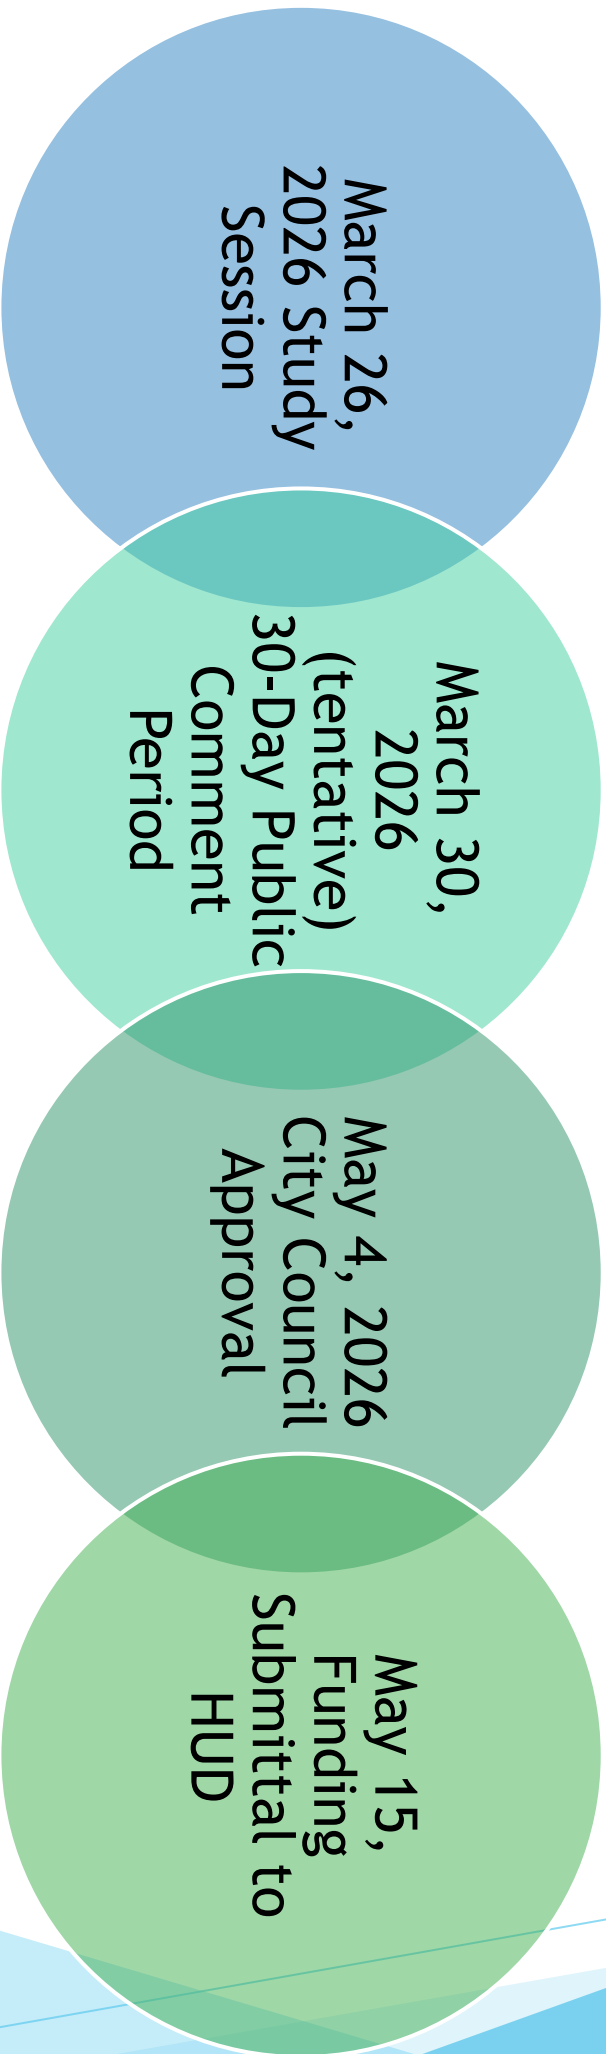 March 26,
2026 Study
Session
March 30,
2026
(tentative)
30-Day Public
Comment
Period
May 4, 2026
City Council
Approval
May 15,
Funding
Submittal to
HUD